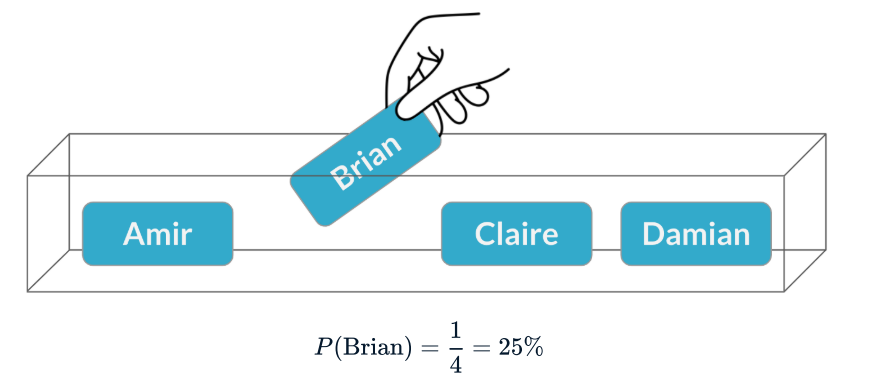 Brian
Amir Claire Damian
P(Brian) = 1/4 = 25%